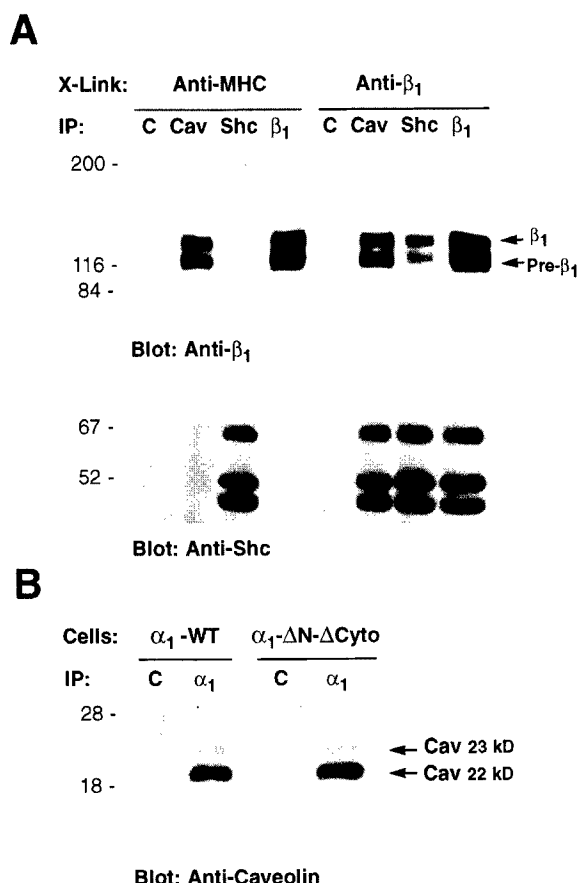 A
X-Link: Anti-MHC Anti-β1
IP: C Cav Shc β1 C Cav Shc β1
200 -
β1
116 -
Pre-β1
84 -
Blot: Anti-β1
67 -
52 -
Blot: Anti-Shc
B
Cells: α1 -WT α1-ΔN-ΔCyto
IP: C α1 C α1
28 -
Cav 23 kD
Cav 22 kD
18 -
Blot: Anti-Caveolin